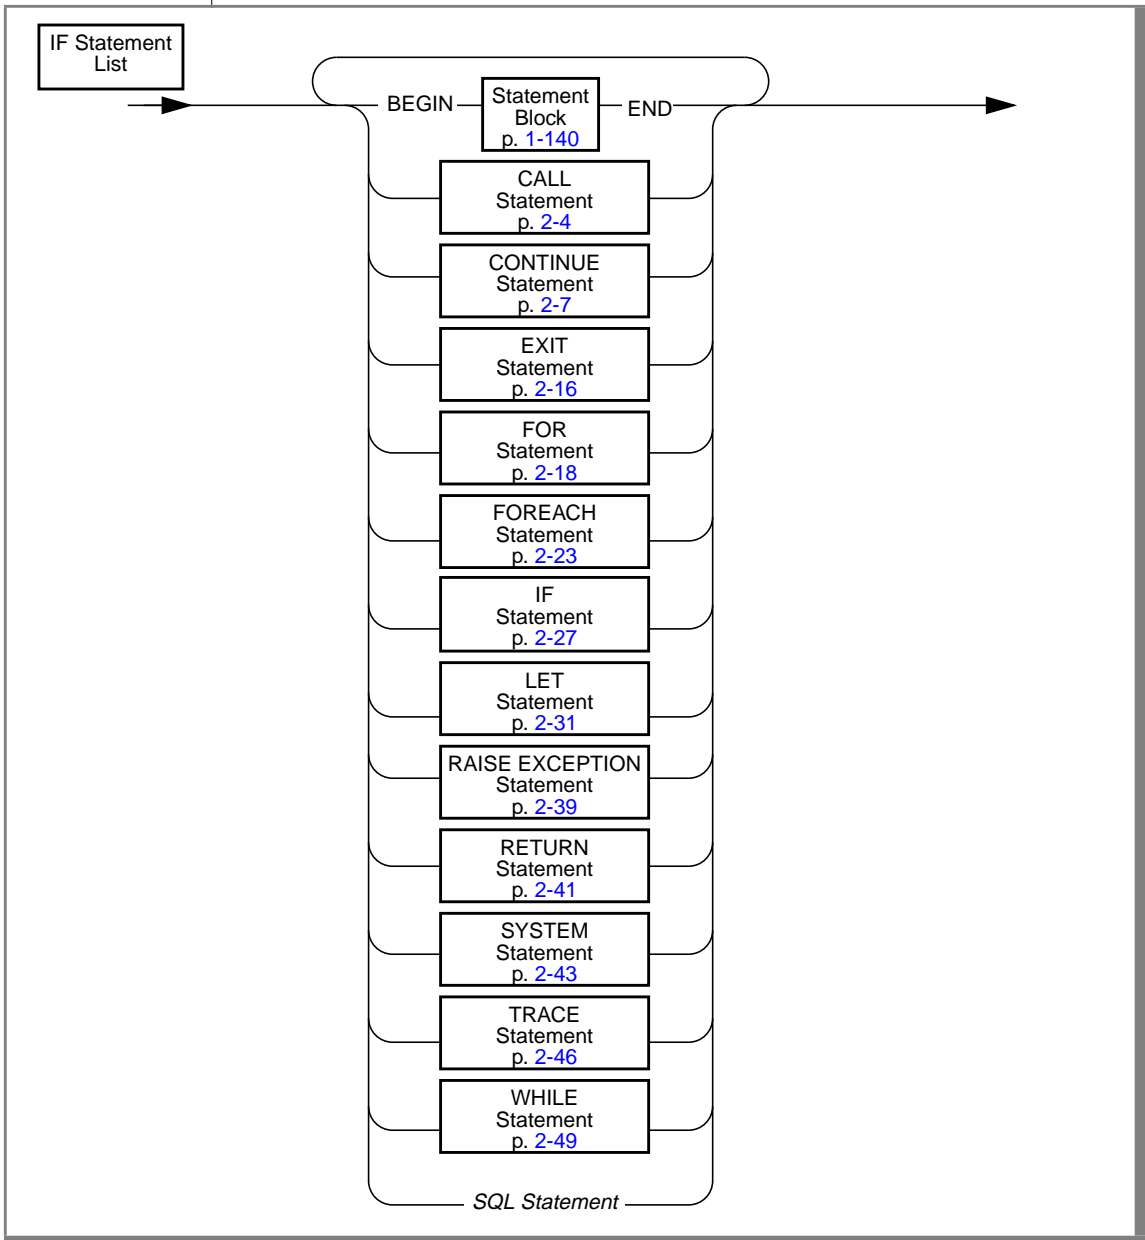 IF Statement
List
BEGIN
Statement
Block
p. 1-140
END
CALL
Statement
p. 2-4
CONTINUE
Statement
p. 2-7
EXIT
Statement
p. 2-16
FOR
Statement
p. 2-18
FOREACH
Statement
p. 2-23
IF
Statement
p. 2-27
LET
Statement
p. 2-31
RAISE EXCEPTION
Statement
p. 2-39
RETURN
Statement
p. 2-41
SYSTEM
Statement
p. 2-43
TRACE
Statement
p. 2-46
WHILE
Statement
p. 2-49
SQL Statement